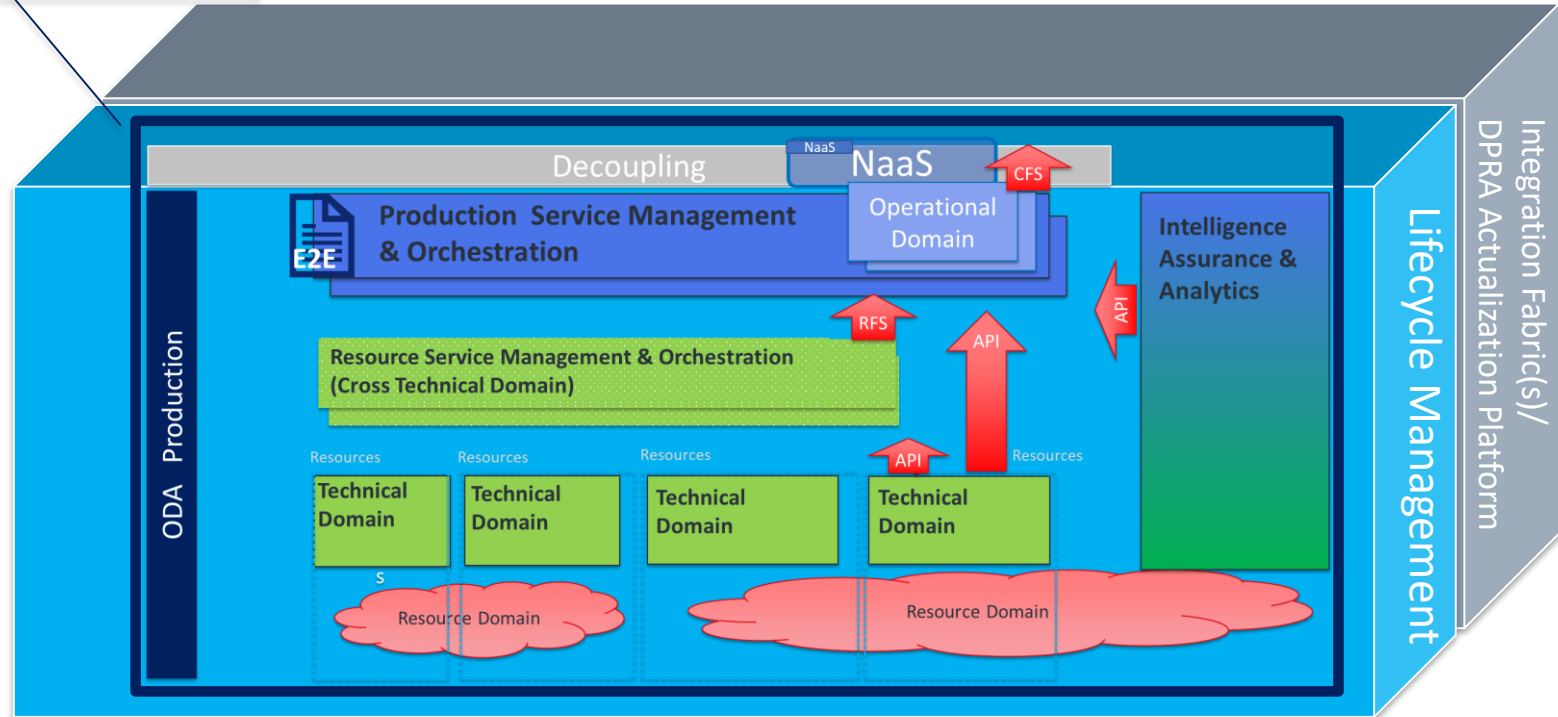 Decoupling
NaaS
NaaS
CFS
Operational
Domain
Production Service Management
& Orchestration
E2E
Intelligence
Assurance &
Analytics
API
RFS
API
Resource Service Management & Orchestration
(Cross Technical Domain)
ODA Production
Resources
Resources
Resources
API
Resources
Technical
Domain
Technical
Domain
Technical
Domain
Technical
Domain
s
Resource Domain
Resource Domain
Lifecycle Management
Integration Fabric(s)/
DPRA Actualization Platform